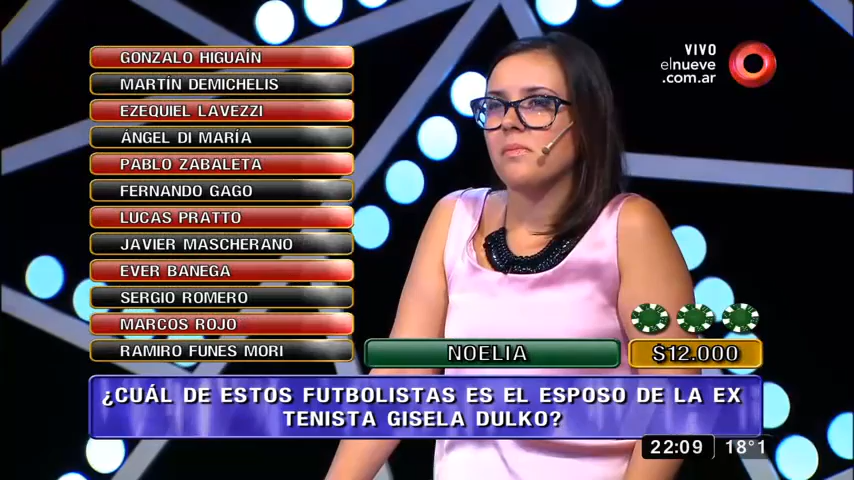 GONZALO HIGUAÍN
MARTÍN DEMICHELIS
EZEQUIEL LAVEZZI
ÁNGEL DI MARÍA
PABLO ZABALETA
FERNANDO GAGO
LUCAS PRATTO
JAVIER MASCHERANO
EVER BANEGA
SERGIO ROMERO
MARCOS ROJO
RAMIRO FUNES MORI
VIVO
elnueve
.com.ar
NOELIA
$12.000
¿CUÁL DE ESTOS FUTBOLISTAS ES EL ESPOSO DE LA EX
TENISTA GISELA DULKO?
22:09 18°1